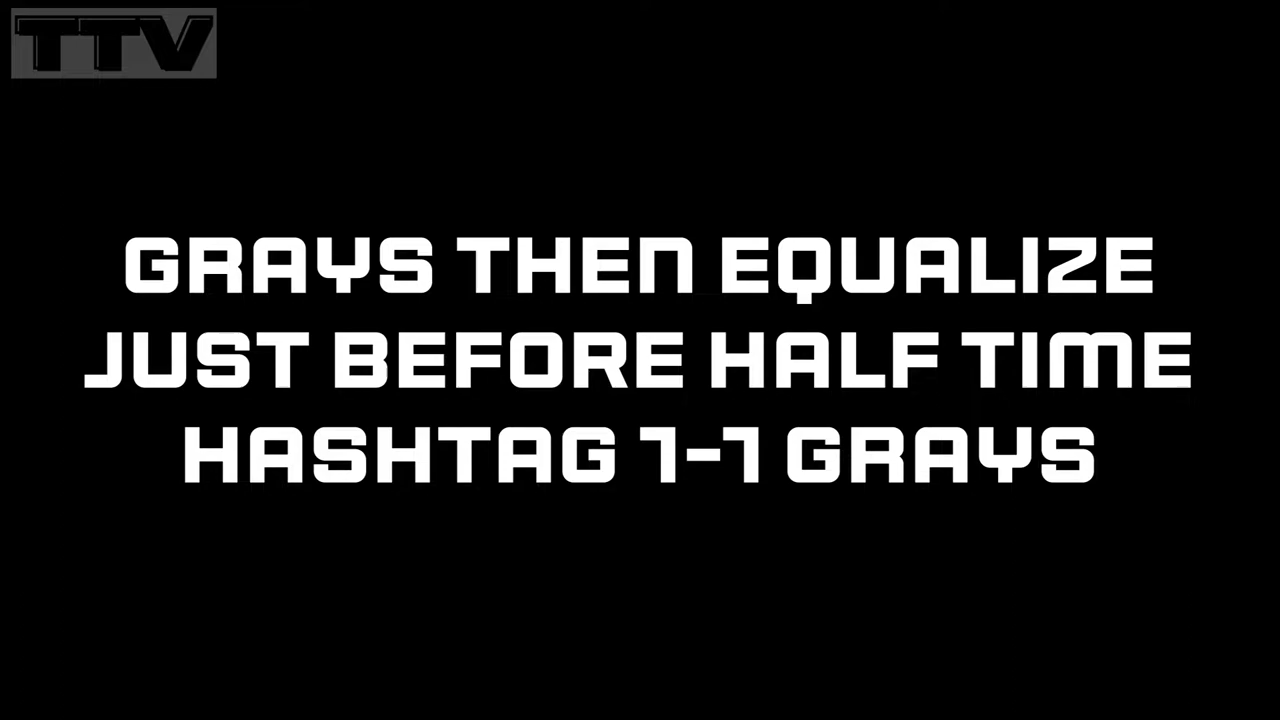 TTV
GRAYS THEN EQUALIZE
JUST BEFORE HALF TIME
HASHTAG 1-1 GRAYS